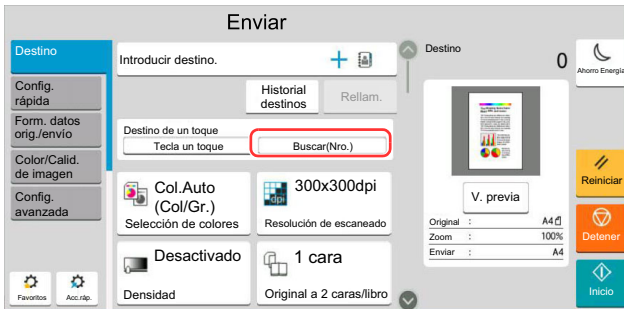 Enviar
Destino
Introducir destino.
Destino
0
Ahorro Energía
Config.
rápida
Historial
destinos
Rellam.
Form. datos
orig./envío
Destino de un toque
Tecla un toque
Buscar(Nro.)
Color/Calid.
de imagen
Config.
avanzada
Col.Auto
(Col/Gr.)
Selección de colores
dpi
300x300dpi
Resolución de escaneado
V. previa
Reiniciar
Original : A4
Zoom : 100%
Enviar : A4
Detener
Desactivado
Densidad
1 cara
Original a 2 caras/libro
Favoritos
Acc.ráp.
Inicio